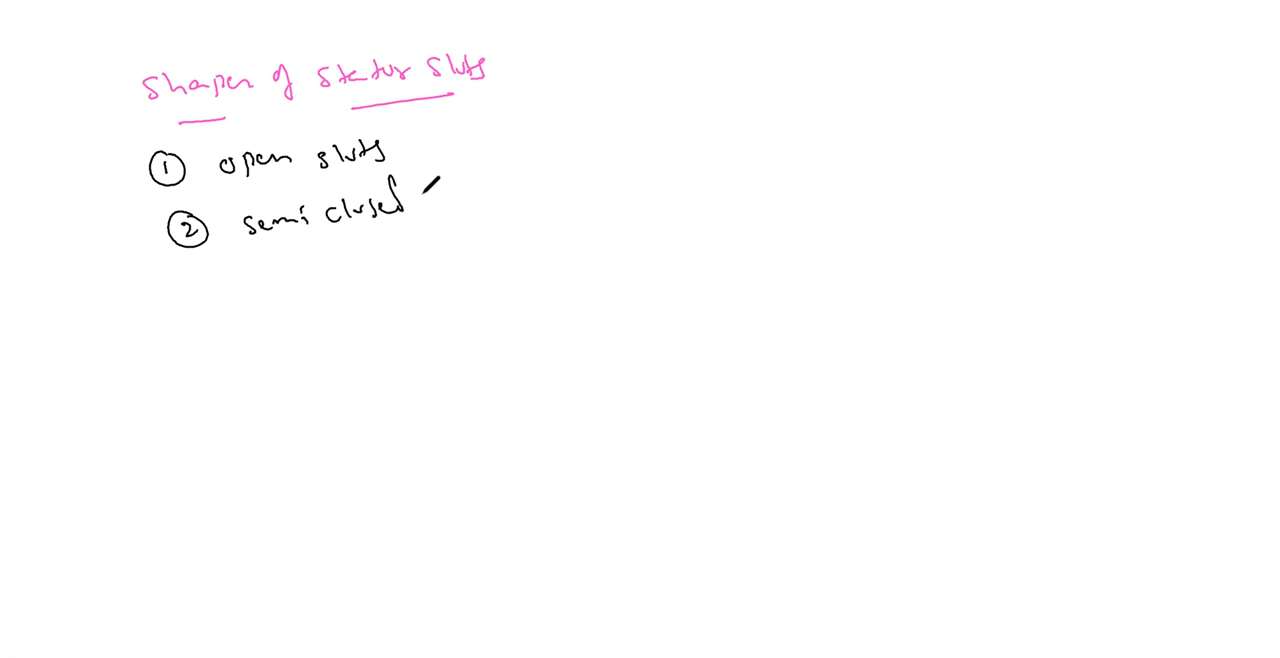 Shapes of Stator Slots
① open slots
② semi closed